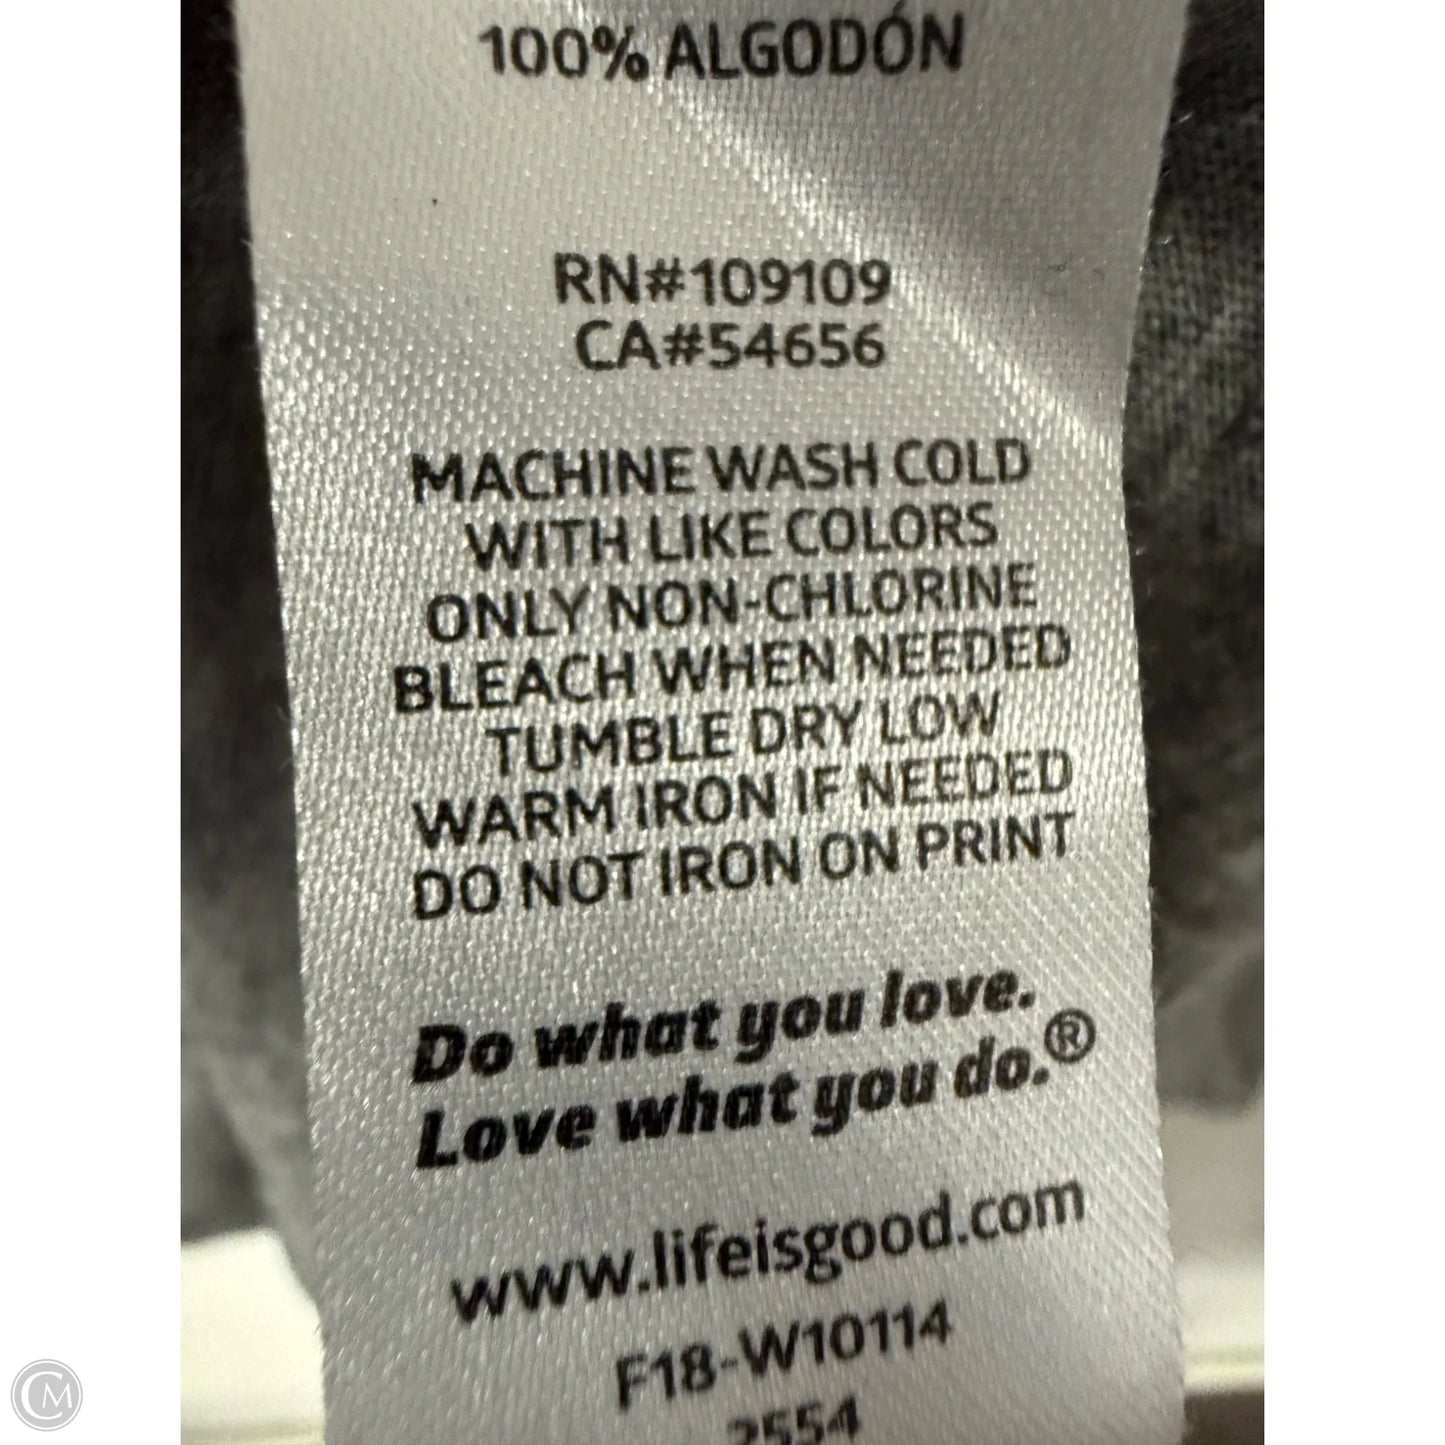 100% ALGODÓN
RN#109109
CA#54656
MACHINE WASH COLD
WITH LIKE COLORS
ONLY NON-CHLORINE
BLEACH WHEN NEEDED
TUMBLE DRY LOW
WARM IRON IF NEEDED
DO NOT IRON ON PRINT
Do what you love.
Love what you do.®
www.lifeisgood.com
F18-W10114
2554
CM